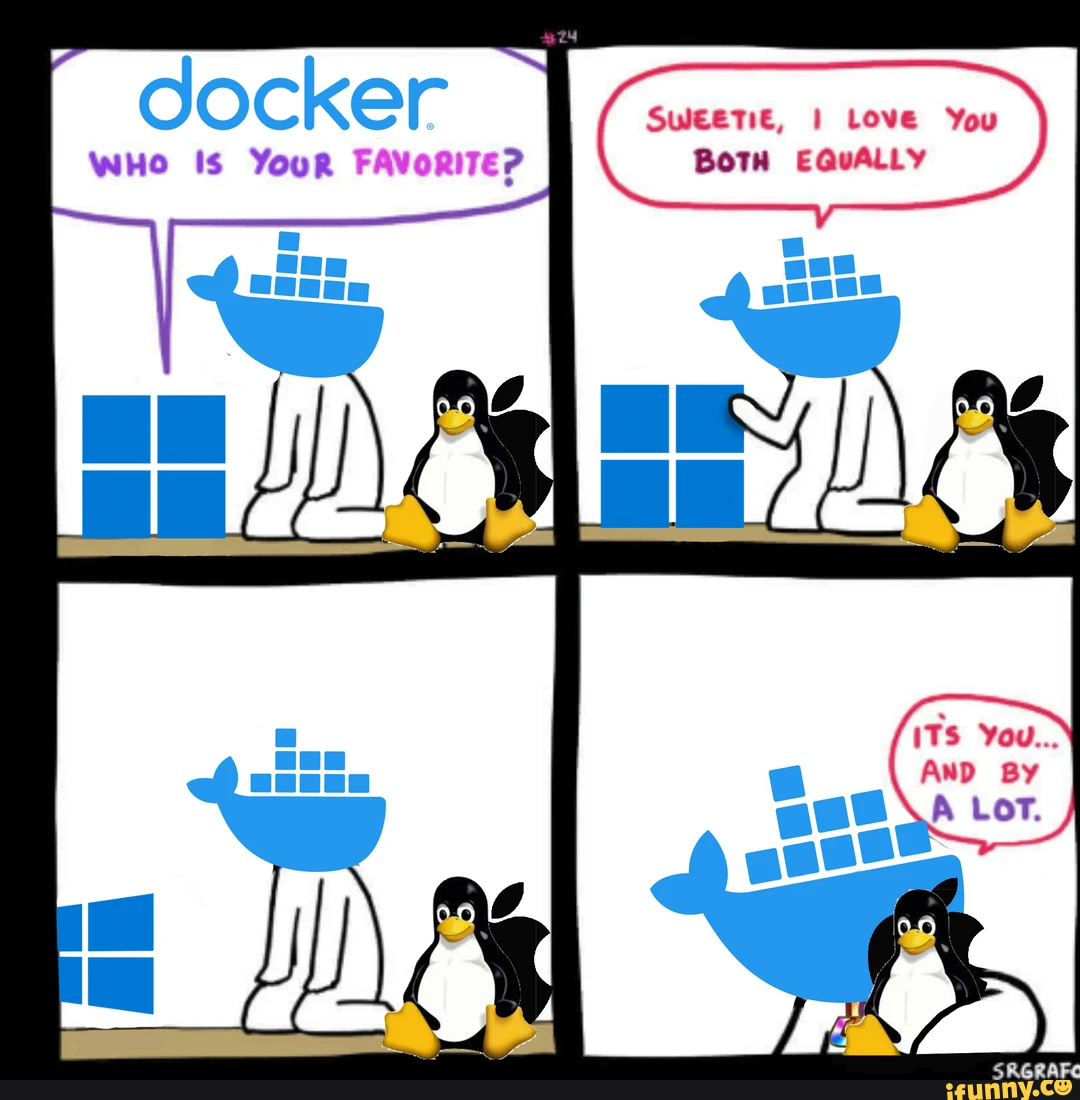 #24
docker
WHO IS YOUR FAVORITE?
SWEETIE, I LOVE YOU
BOTH EQUALLY
IT'S YOU...
AND BY
A LOT.
SRGRAFO
ifunny.co